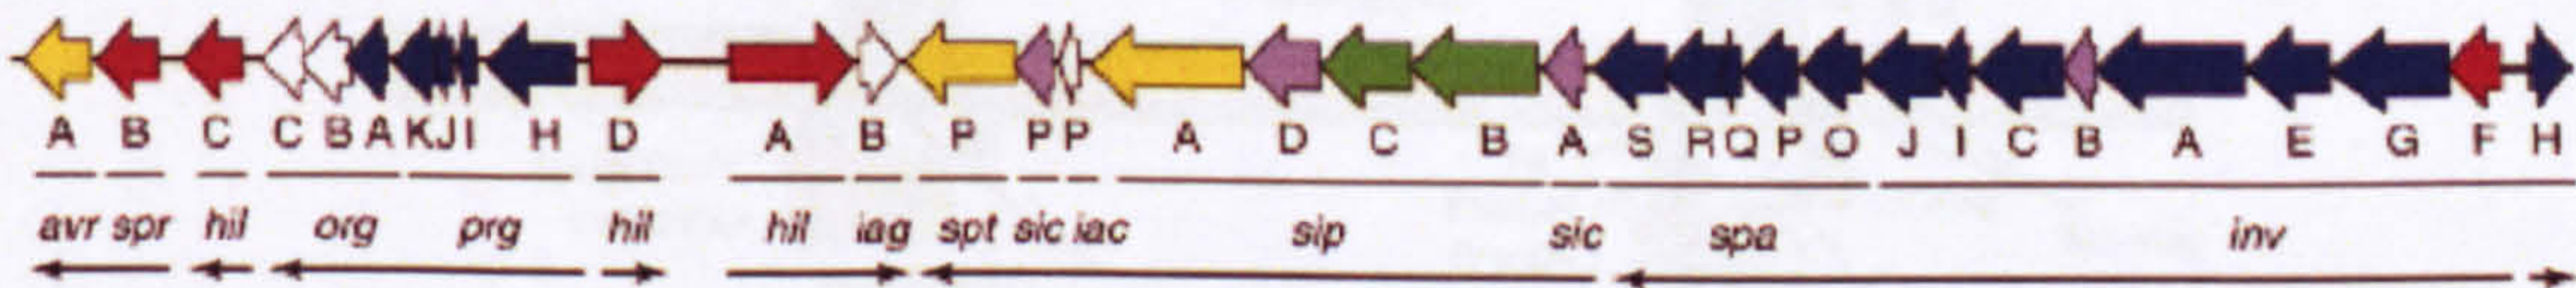 A B C C B A K J I H D A B P P P A D C B A S R Q P O J I C B A E G F H
avr spr hil org prg hil hil iag spt sic iac sip sic spa inv